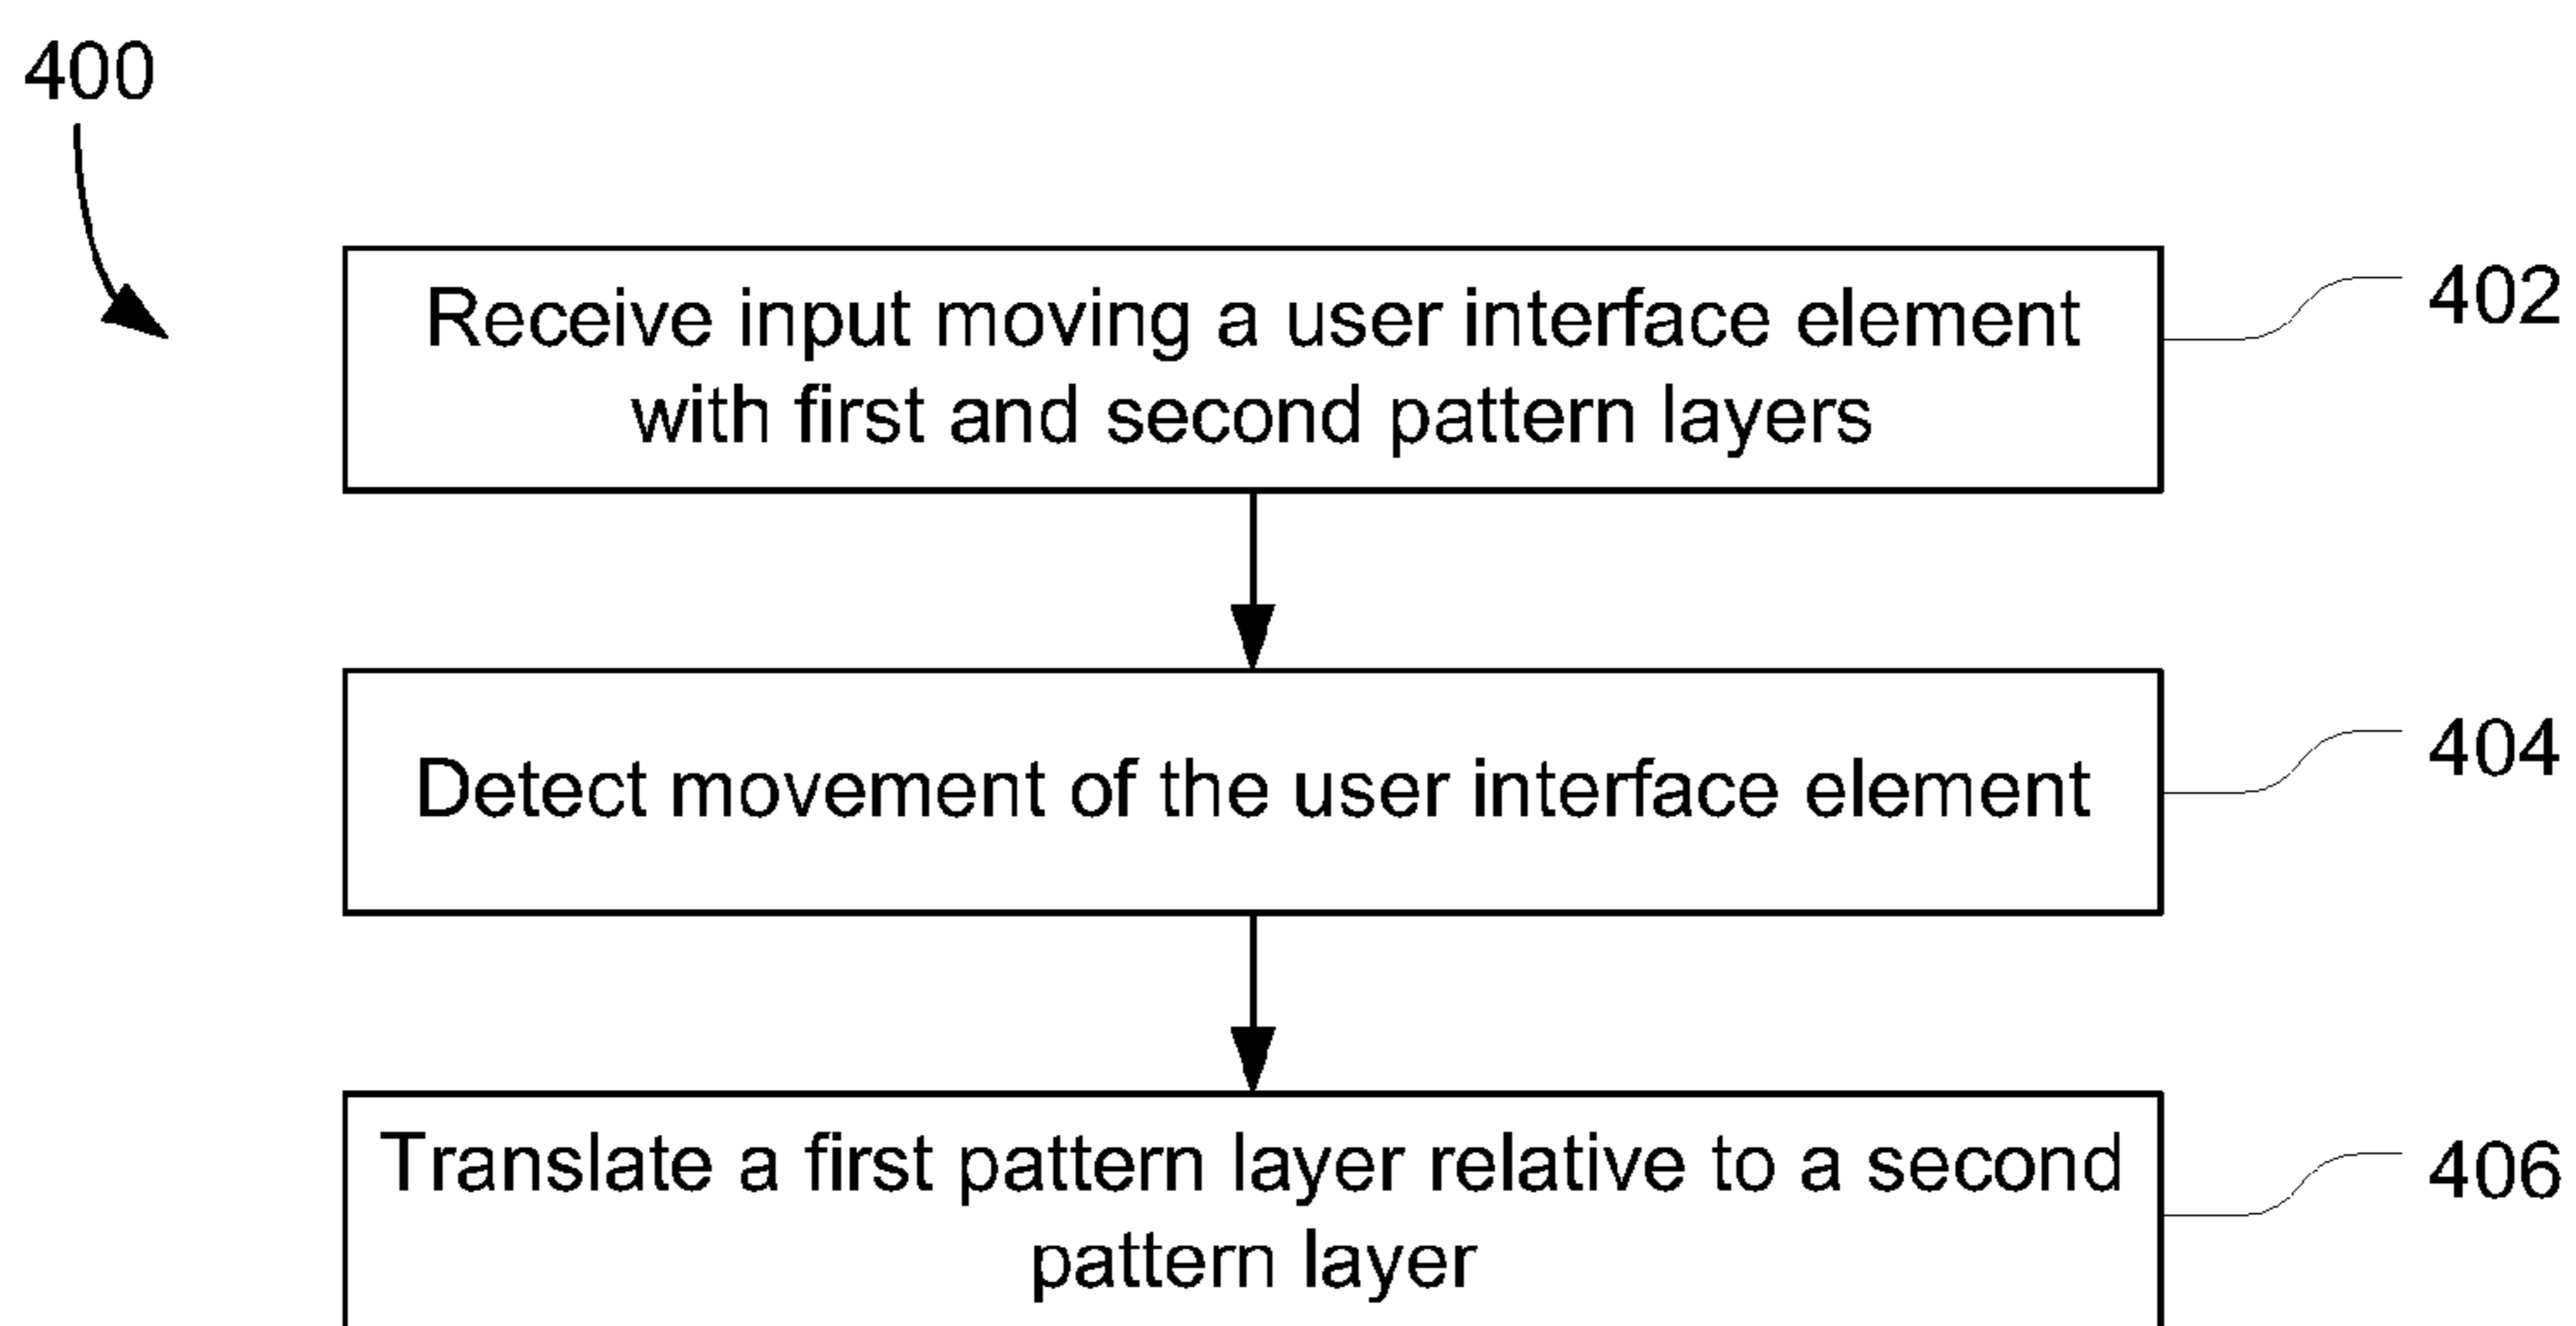 400
Receive input moving a user interface element
with first and second pattern layers
402
Detect movement of the user interface element
404
Translate a first pattern layer relative to a second
pattern layer
406